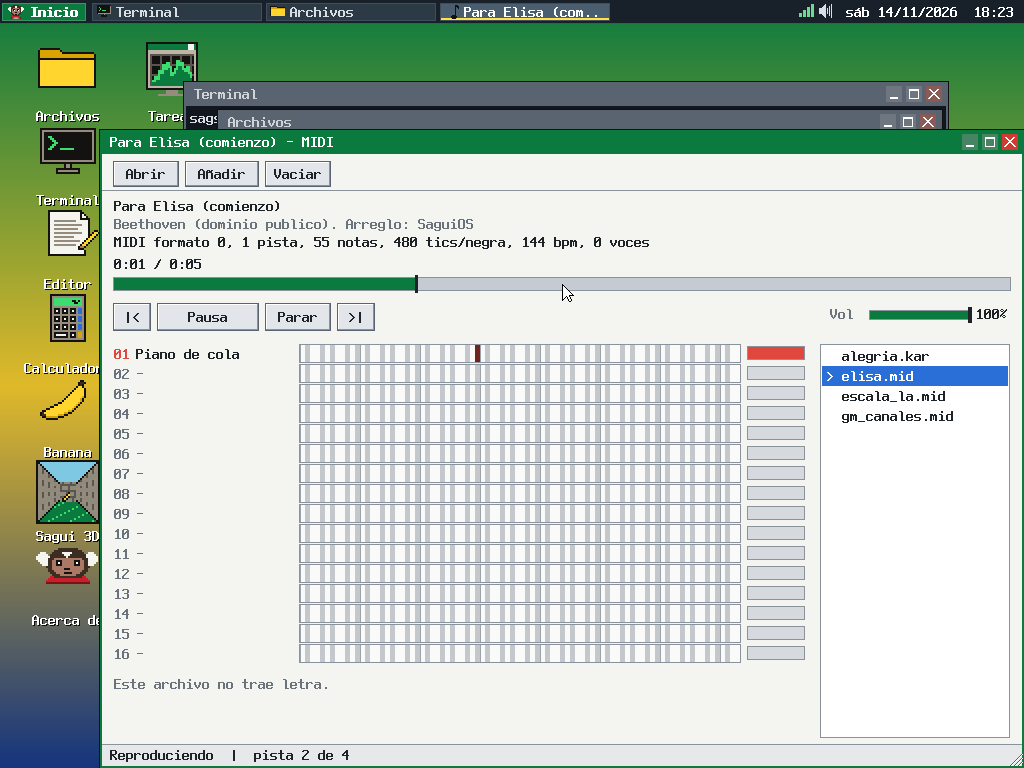 Inicio
Terminal
Archivos
Para Elisa (com..
sáb 14/11/2026
18:23
Archivos
Terminal
Editor
Banana
Sagui 3D
Terminal
Archivos
Para Elisa (comienzo) - MIDI
Abrir
Añadir
Vaciar
Para Elisa (comienzo)
Beethoven (dominio publico). Arreglo: SaguiOS
MIDI formato 0, 1 pista, 55 notas, 480 tics/negra, 144 bpm, 0 voces
0:01 / 0:05
|<
Pausa
Parar
>|
Vol
100%
01 Piano de cola
02 -
03 -
04 -
05 -
06 -
07 -
08 -
09 -
10 -
11 -
12 -
13 -
14 -
15 -
16 -
alegria.kar
> elisa.mid
escala_la.mid
gm_canales.mid
Este archivo no trae letra.
Reproduciendo | pista 2 de 4